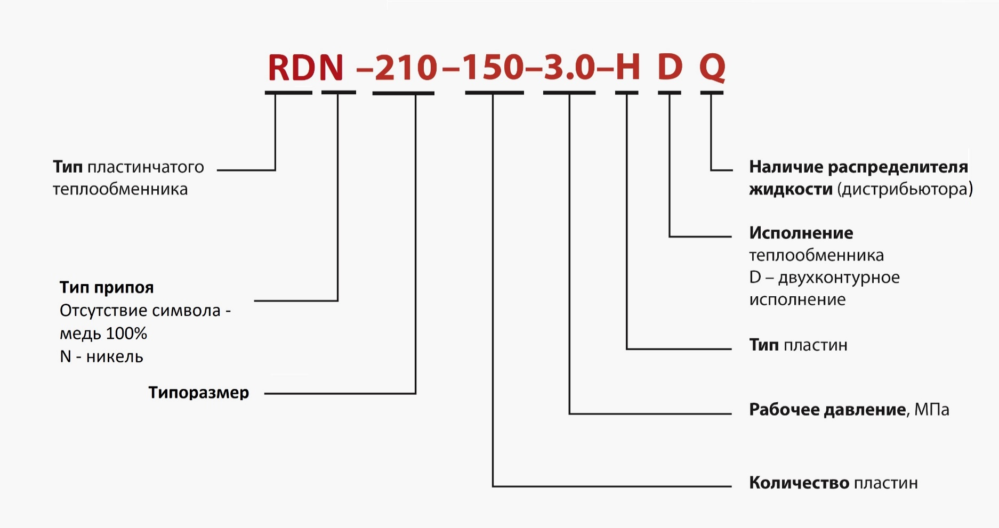 RDN –210–150–3.0–H D Q
Тип пластинчатого
теплообменника
Тип припоя
Отсутствие символа -
медь 100%
N - никель
Типоразмер
Наличие распределителя
жидкости (дистрибьютора)
Исполнение
теплообменника
D – двухконтурное
исполнение
Тип пластин
Рабочее давление, МПа
Количество пластин